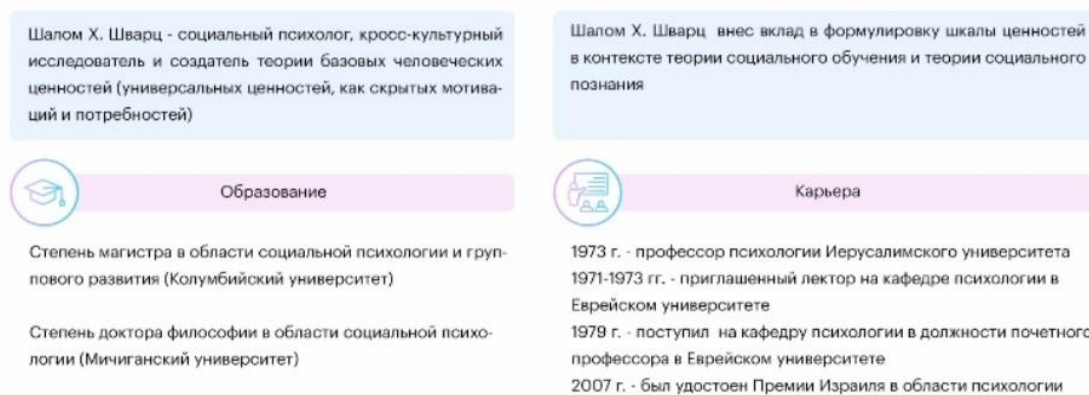 Шалом Х. Шварц - социальный психолог, кросс-культурный
исследователь и создатель теории базовых человеческих
ценностей (универсальных ценностей, как скрытых мотива-
ций и потребностей)
Шалом Х. Шварц внес вклад в формулировку шкалы ценностей
в контексте теории социального обучения и теории социального
познания
Образование
Степень магистра в области социальной психологии и груп-
пового развития (Колумбийский университет)
Степень доктора философии в области социальной психо-
логии (Мичиганский университет)
Карьера
1973 г. - профессор психологии Иерусалимского университета
1971-1973 гг. - приглашенный лектор на кафедре психологии в
Еврейском университете
1979 г. - поступил на кафедру психологии в должности почетного
профессора в Еврейском университете
2007 г. - был удостоен Премии Израиля в области психологии